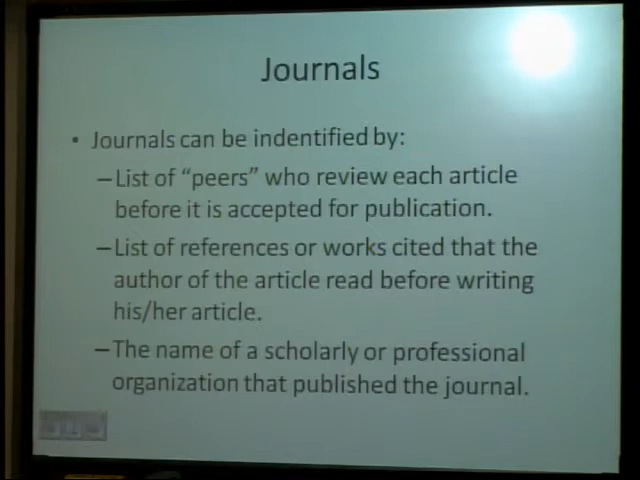 Journals
• Journals can be indentified by:
–List of “peers” who review each article
before it is accepted for publication.
–List of references or works cited that the
author of the article read before writing
his/her article.
–The name of a scholarly or professional
organization that published the journal.